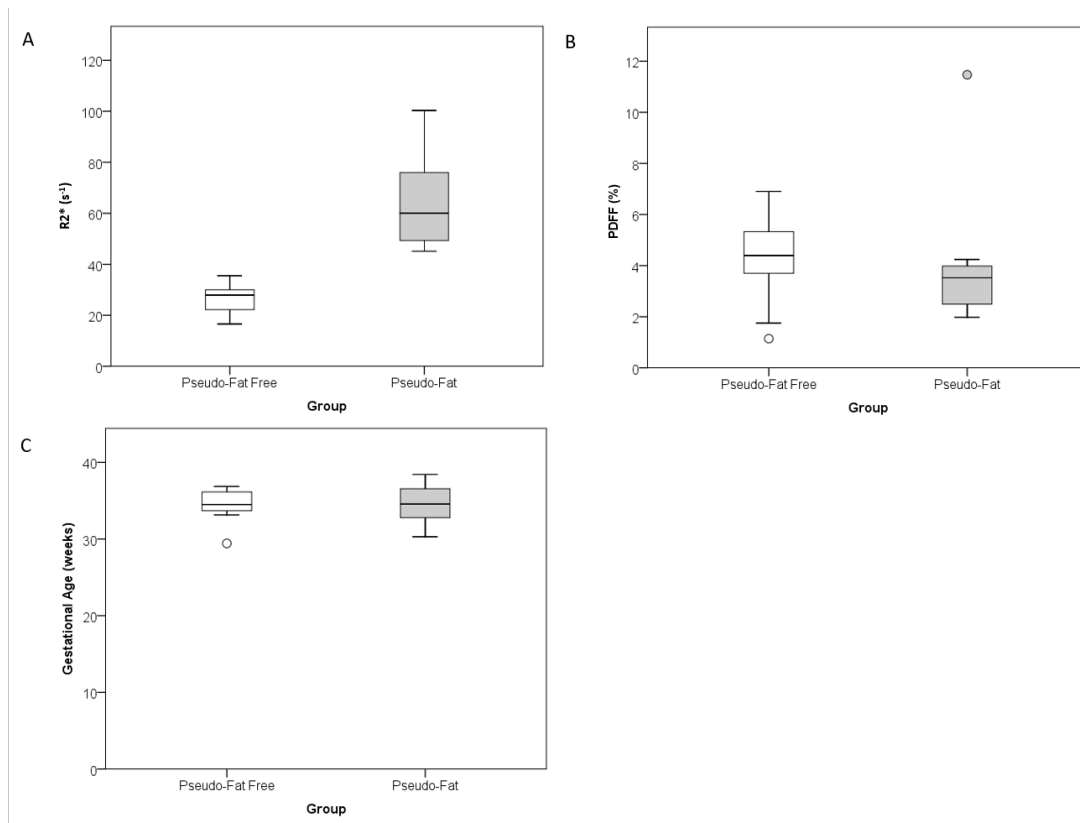 A
120
100
80
60
40
20
0
R2* (s⁻¹)
Pseudo-Fat Free Pseudo-Fat
Group
B
12
10
8
6
4
2
0
PDFF (%)
Pseudo-Fat Free Pseudo-Fat
Group
C
40
30
20
10
0
Gestational Age (weeks)
Pseudo-Fat Free Pseudo-Fat
Group